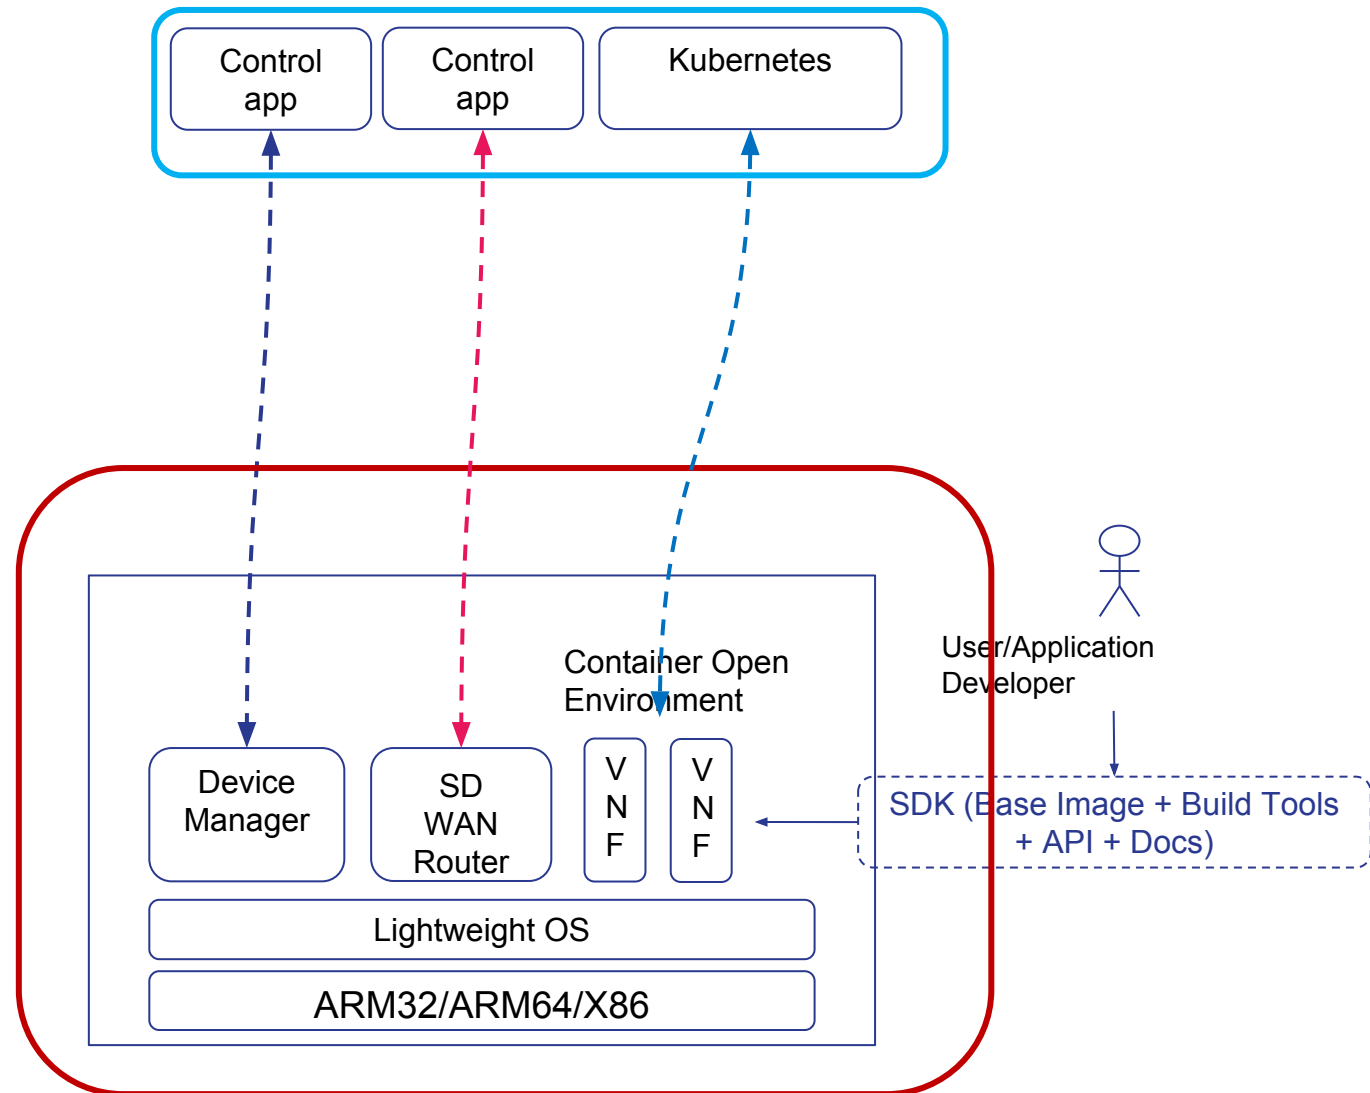 Control
app
Control
app
Kubernetes
Container Open
Environment
User/Application
Developer
Device
Manager
SD
WAN
Router
V
N
F
V
N
F
SDK (Base Image + Build Tools
+ API + Docs)
Lightweight OS
ARM32/ARM64/X86